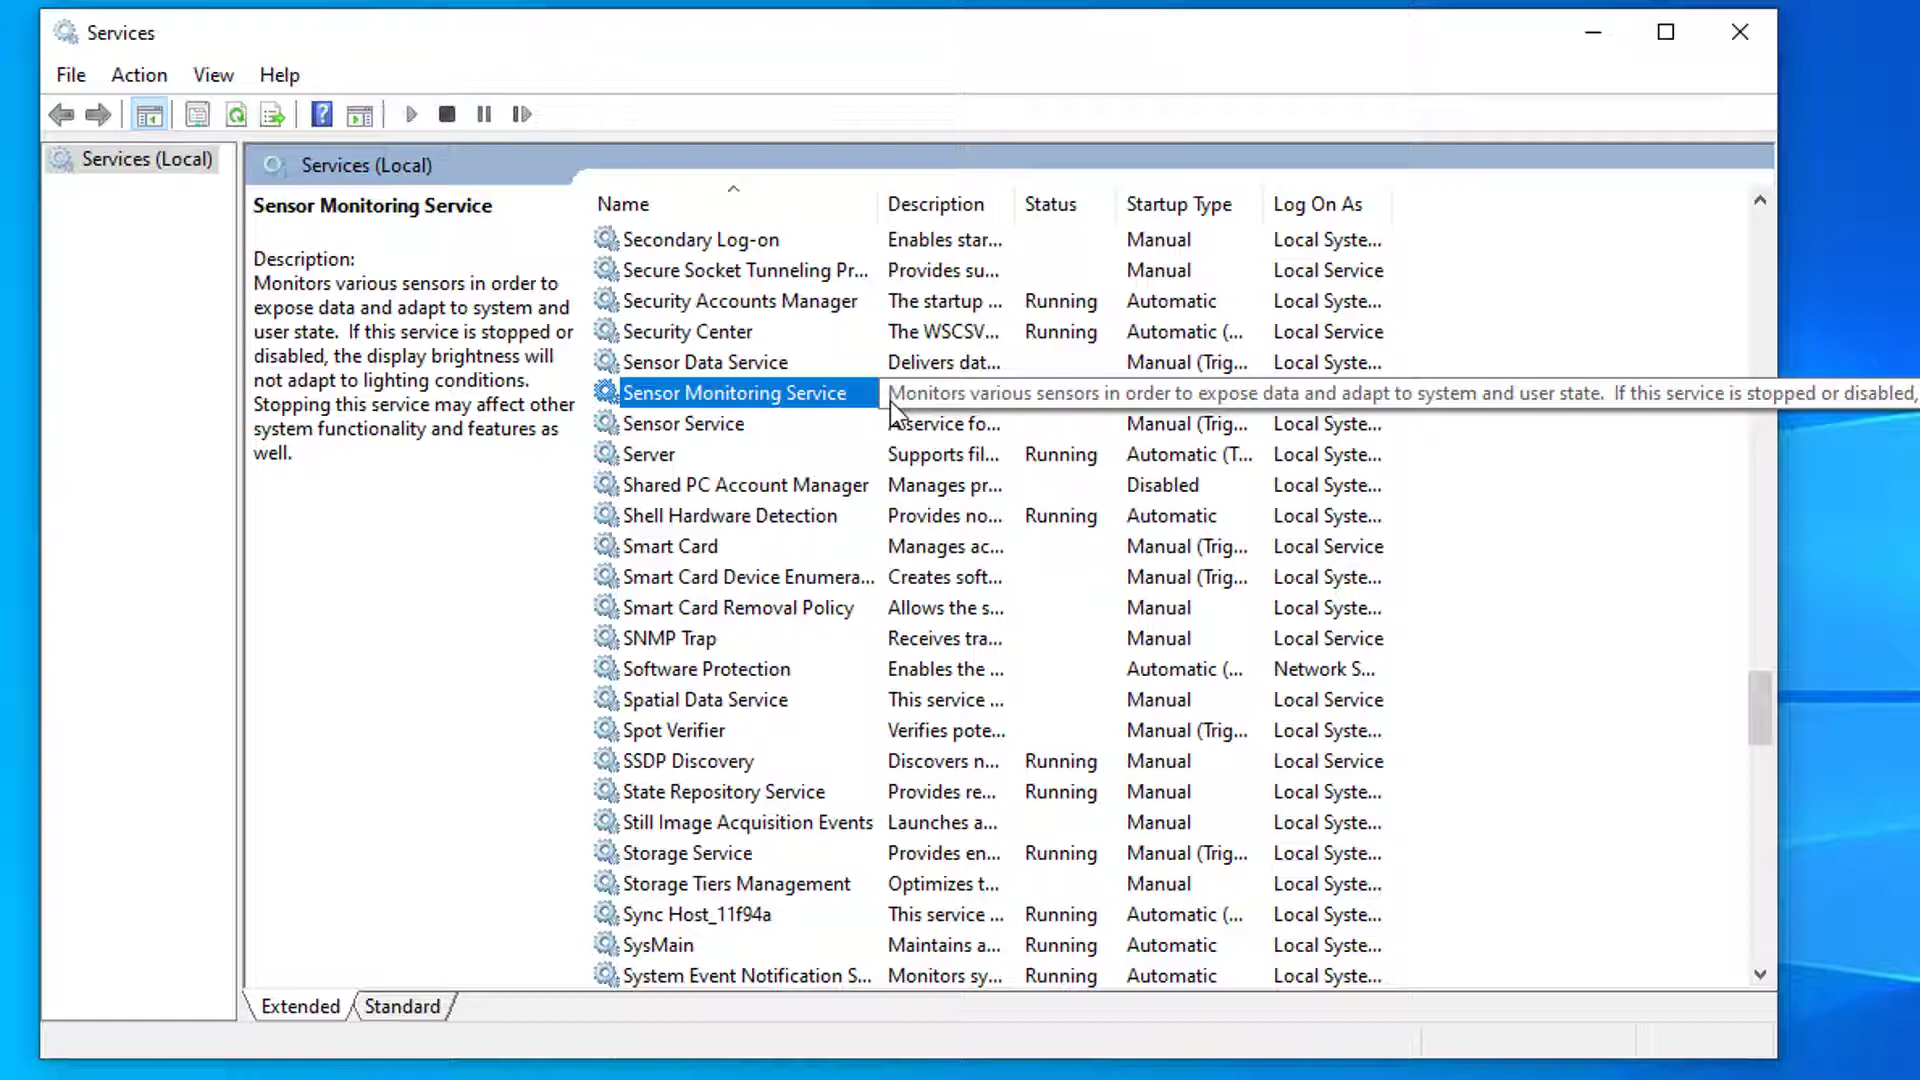 Services
File Action View Help
Services (Local)
Services (Local)
Sensor Monitoring Service
Description:
Monitors various sensors in order to
expose data and adapt to system and
user state. If this service is stopped or
disabled, the display brightness will
not adapt to lighting conditions.
Stopping this service may affect other
system functionality and features as
well.
Name Description Status Startup Type Log On As
Secondary Log-on Enables star... Manual Local Syste...
Secure Socket Tunneling Pr... Provides su... Manual Local Service
Security Accounts Manager The startup ... Running Automatic Local Syste...
Security Center The WSCSV... Running Automatic (... Local Service
Sensor Data Service Delivers dat... Manual (Trig... Local Syste...
Sensor Monitoring Service Monitors various sensors in order to expose data and adapt to system and user state. If this service is stopped or disabled,
Sensor Service A service fo... Manual (Trig... Local Syste...
Server Supports fil... Running Automatic (T... Local Syste...
Shared PC Account Manager Manages pr... Disabled Local Syste...
Shell Hardware Detection Provides no... Running Automatic Local Syste...
Smart Card Manages ac... Manual (Trig... Local Service
Smart Card Device Enumera... Creates soft... Manual (Trig... Local Syste...
Smart Card Removal Policy Allows the s... Manual Local Syste...
SNMP Trap Receives tra... Manual Local Service
Software Protection Enables the ... Automatic (... Network S...
Spatial Data Service This service ... Manual Local Service
Spot Verifier Verifies pote... Manual (Trig... Local Syste...
SSDP Discovery Discovers n... Running Manual Local Service
State Repository Service Provides re... Running Manual Local Syste...
Still Image Acquisition Events Launches a... Manual Local Syste...
Storage Service Provides en... Running Manual (Trig... Local Syste...
Storage Tiers Management Optimizes t... Manual Local Syste...
Sync Host_11f94a This service ... Running Automatic (... Local Syste...
SysMain Maintains a... Running Automatic Local Syste...
System Event Notification S... Monitors sy... Running Automatic Local Syste...
Extended Standard